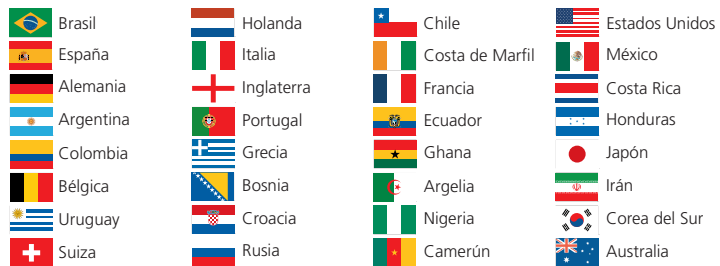 Brasil
España
Alemania
Argentina
Colombia
Bélgica
Uruguay
Suiza
Holanda
Italia
Inglaterra
Portugal
Grecia
Bosnia
Croacia
Rusia
Chile
Costa de Marfil
Francia
Ecuador
Ghana
Argelia
Nigeria
Camerún
Estados Unidos
México
Costa Rica
Honduras
Japón
Irán
Corea del Sur
Australia